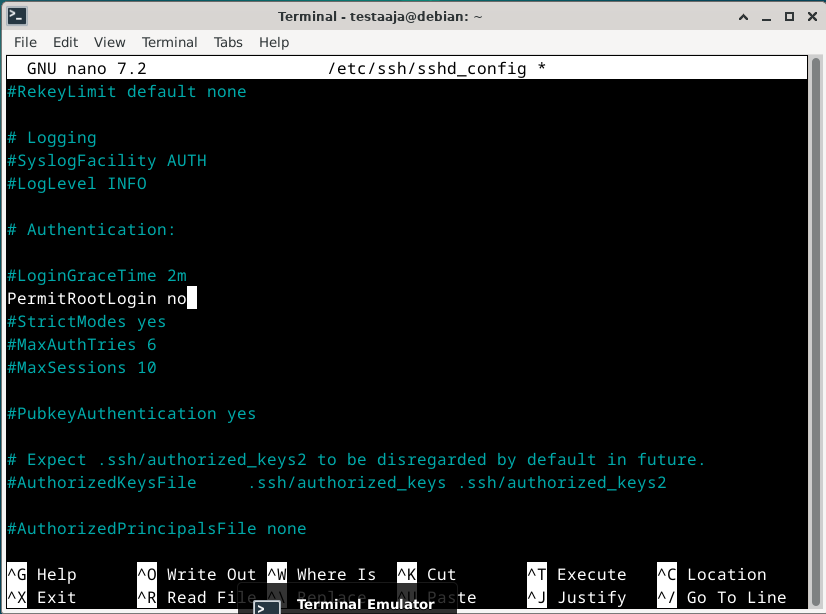 Terminal - testaaja@debian: ~
File Edit View Terminal Tabs Help
GNU nano 7.2 /etc/ssh/sshd_config *
#RekeyLimit default none
# Logging
#SyslogFacility AUTH
#LogLevel INFO
# Authentication:
#LoginGraceTime 2m
PermitRootLogin no
#StrictModes yes
#MaxAuthTries 6
#MaxSessions 10
#PubkeyAuthentication yes
# Expect .ssh/authorized_keys2 to be disregarded by default in future.
#AuthorizedKeysFile .ssh/authorized_keys .ssh/authorized_keys2
#AuthorizedPrincipalsFile none
^G Help ^O Write Out ^W Where Is ^K Cut ^T Execute ^C Location
^X Exit ^R Read File ^\ Replace ^U Paste ^J Justify ^/ Go To Line
Terminal Emulator